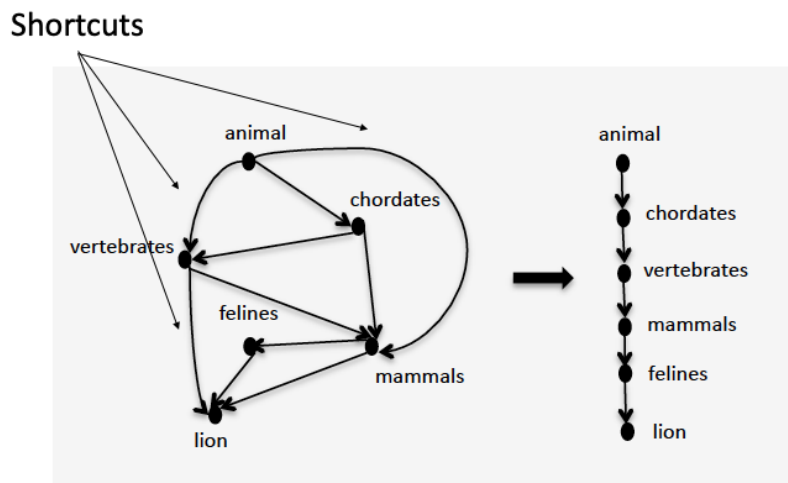 Shortcuts
animal
chordates
vertebrates
felines
mammals
lion
animal
chordates
vertebrates
mammals
felines
lion